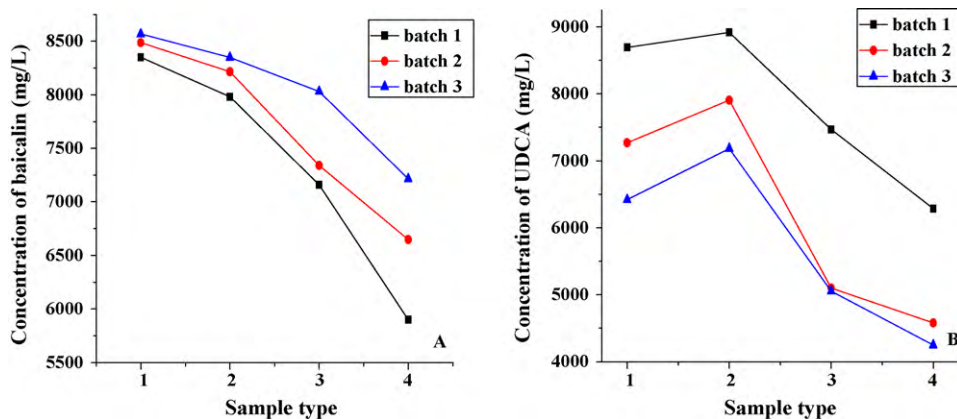 Concentration of baicalin (mg/L)
8500
8000
7500
7000
6500
6000
5500
batch 1
batch 2
batch 3
A
1 2 3 4
Sample type
Concentration of UDCA (mg/L)
9000
8000
7000
6000
5000
4000
batch 1
batch 2
batch 3
B
1 2 3 4
Sample type